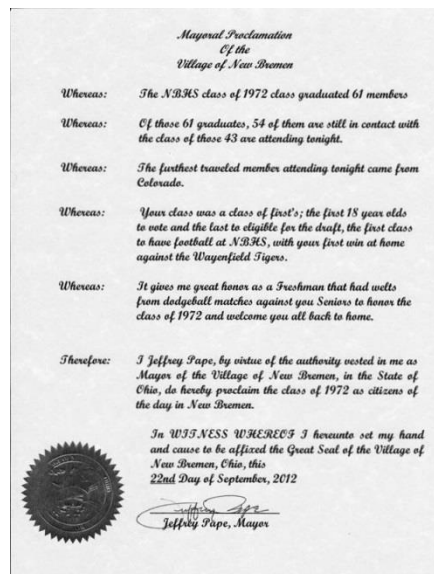 Mayoral Proclamation
Of the
Village of New Bremen
Whereas: The NBHS class of 1972 class graduated 61 members
Whereas: Of those 61 graduates, 54 of them are still in contact with
the class of those 43 are attending tonight.
Whereas: The furthest traveled member attending tonight came from
Colorado.
Whereas: Your class was a class of first's; the first 18 year olds
to vote and the last to eligible for the draft, the first class
to have football at NBHS, with your first win at home
against the Wayenfield Tigers.
Whereas: It gives me great honor as a Freshman that had welts
from dodgeball matches against you Seniors to honor the
class of 1972 and welcome you all back to home.
Therefore: I Jeffrey Pape, by virtue of the authority vested in me as
Mayor of the Village of New Bremen, in the State of
Ohio, do hereby proclaim the class of 1972 as citizens of
the day in New Bremen.
In WITNESS WHEREOF I hereunto set my hand
and cause to be affixed the Great Seal of the Village of
New Bremen, Ohio, this
22nd Day of September, 2012
Jeffrey Pape
Jeffrey Pape, Mayor